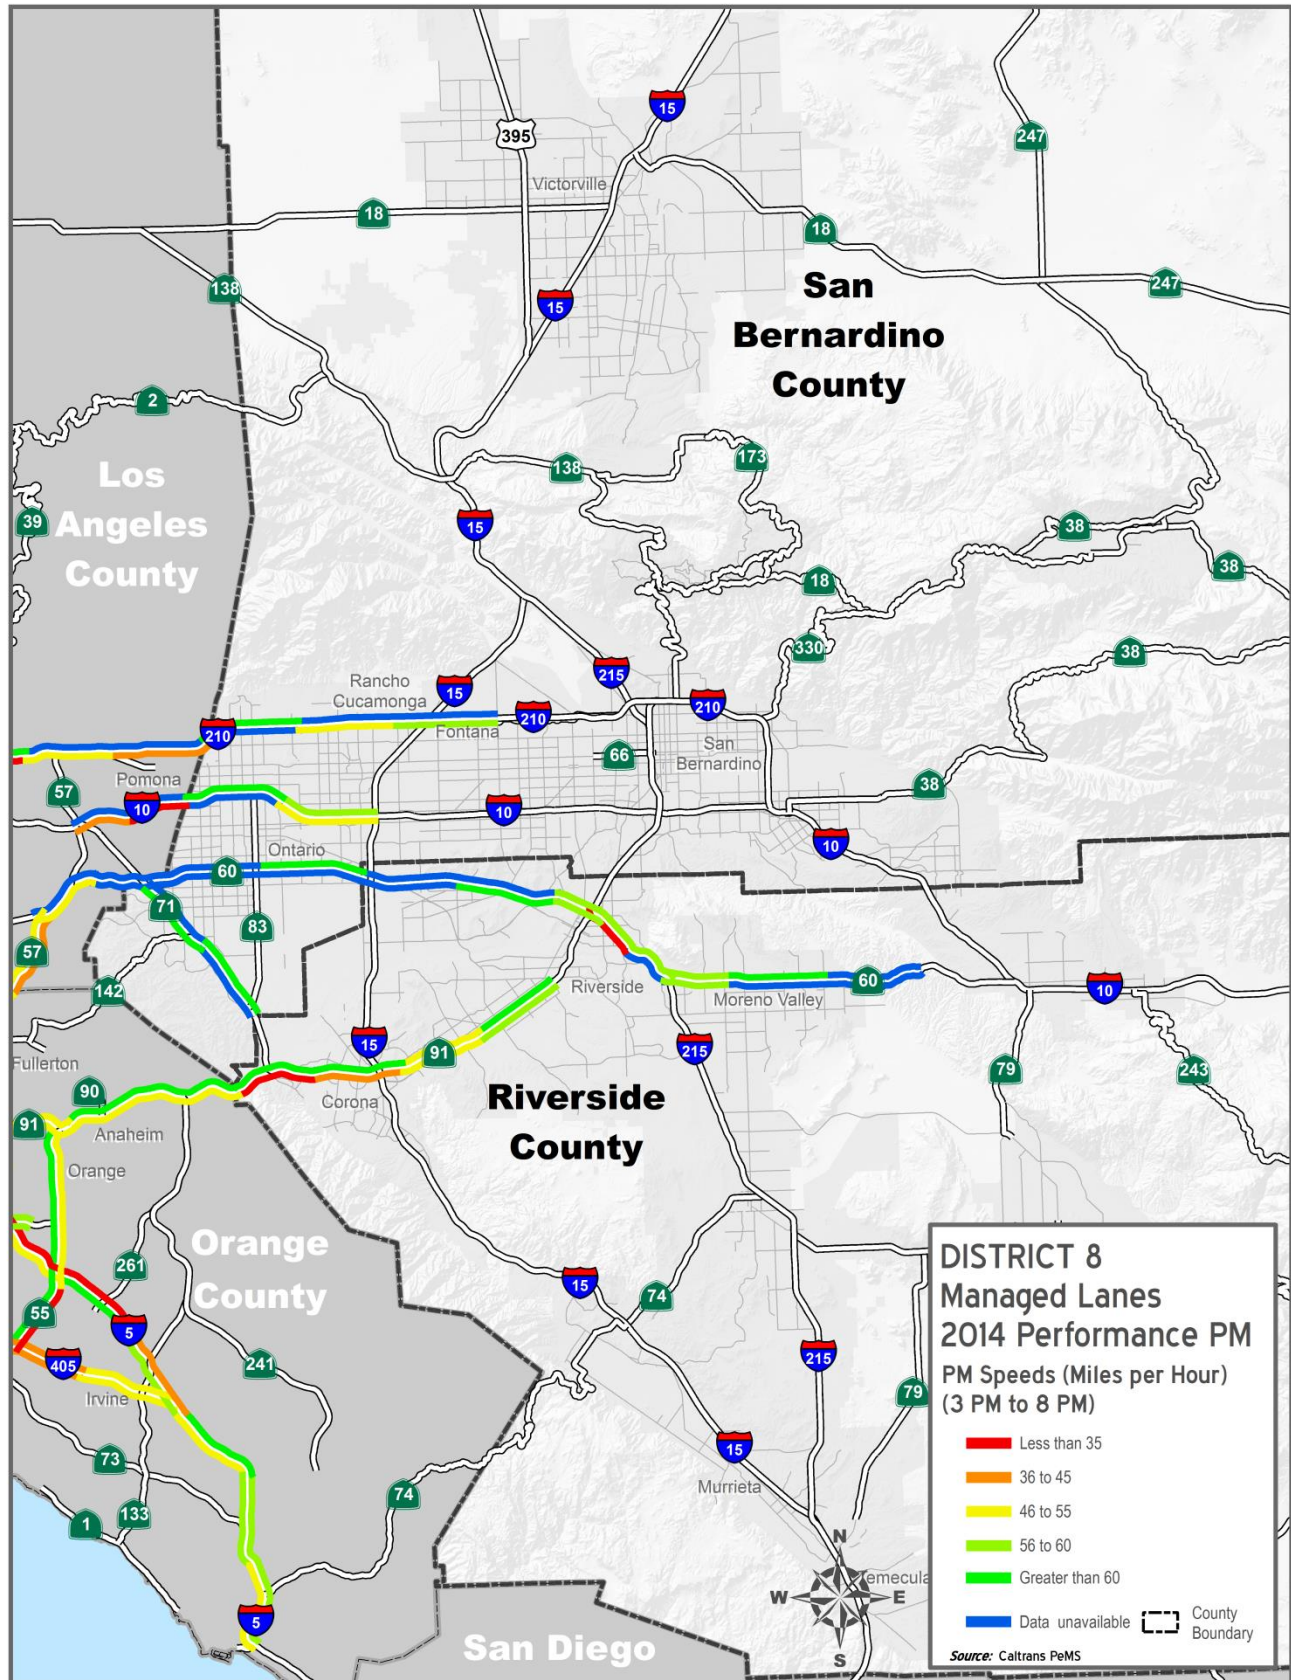 15
395
247
Victorville
18
18
San
Bernardino
County
247
138
15
2
Los
Angeles
County
138
173
39
15
38
38
18
330
38
215
Rancho
Cucamonga
15
210
210
210
Fontana
San
Bernardino
66
57
Pomona
10
10
38
10
Ontario
60
71
83
57
142
Riverside
Moreno Valley
60
10
Fullerton
15
91
215
79
243
90
Corona
Riverside
County
91
Anaheim
Orange
Orange
County
261
15
74
55
5
405
241
215
Irvine
79
73
15
Murrieta
74
1
133
N
W
E
S
Temecula
5
San Diego
DISTRICT 8
Managed Lanes
2014 Performance PM
PM Speeds (Miles per Hour)
(3 PM to 8 PM)
Less than 35
36 to 45
46 to 55
56 to 60
Greater than 60
Data unavailable
County
Boundary
Source: Caltrans PeMS